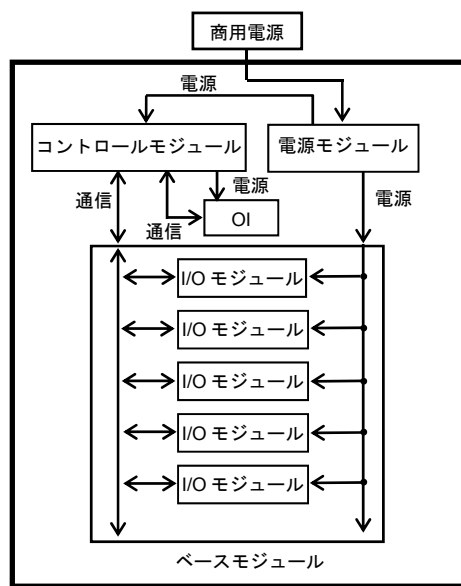 商用電源
電源
コントロールモジュール
電源モジュール
電源
電源
通信
OI
通信
I/O モジュール
I/O モジュール
I/O モジュール
I/O モジュール
I/O モジュール
ベースモジュール